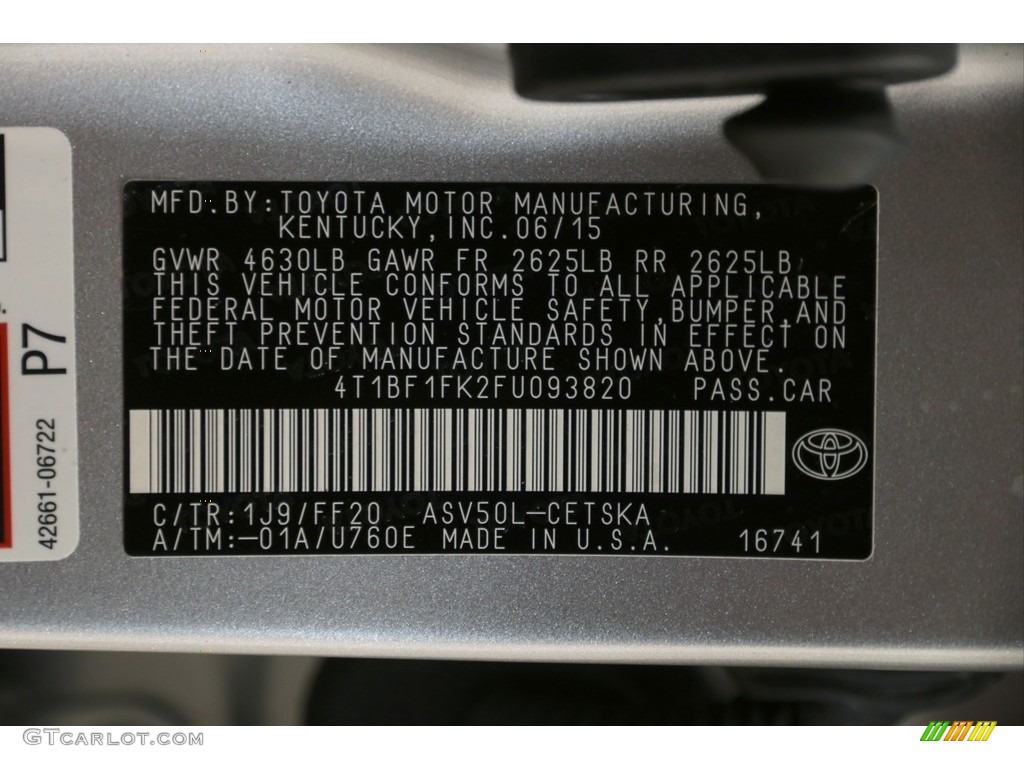 MFD.BY:TOYOTA MOTOR MANUFACTURING,
KENTUCKY,INC.06/15
GVWR 4630LB GAWR FR 2625LB RR 2625LB
THIS VEHICLE CONFORMS TO ALL APPLICABLE
FEDERAL MOTOR VEHICLE SAFETY,BUMPER,AND
THEFT PREVENTION STANDARDS IN EFFECT ON
THE DATE OF MANUFACTURE SHOWN ABOVE.
4T1BF1FK2FU093820 PASS.CAR
C/TR:1J9/FF20 ASV50L-CETSKA
A/TM:-01A/U760E MADE IN U.S.A. 16741
P7
42661-06722
GTCarlot.com